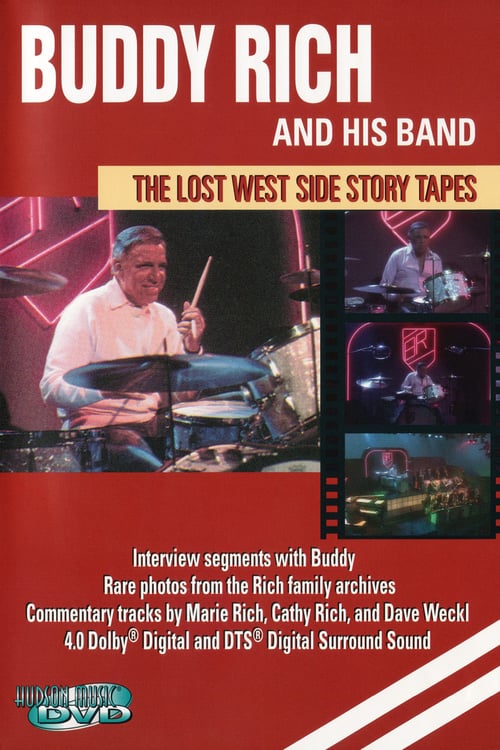 BUDDY RICH
AND HIS BAND
THE LOST WEST SIDE STORY TAPES
BR
Interview segments with Buddy
Rare photos from the Rich family archives
Commentary tracks by Marie Rich, Cathy Rich, and Dave Weckl
4.0 Dolby® Digital and DTS® Digital Surround Sound
HUDSON MUSIC®
DVD